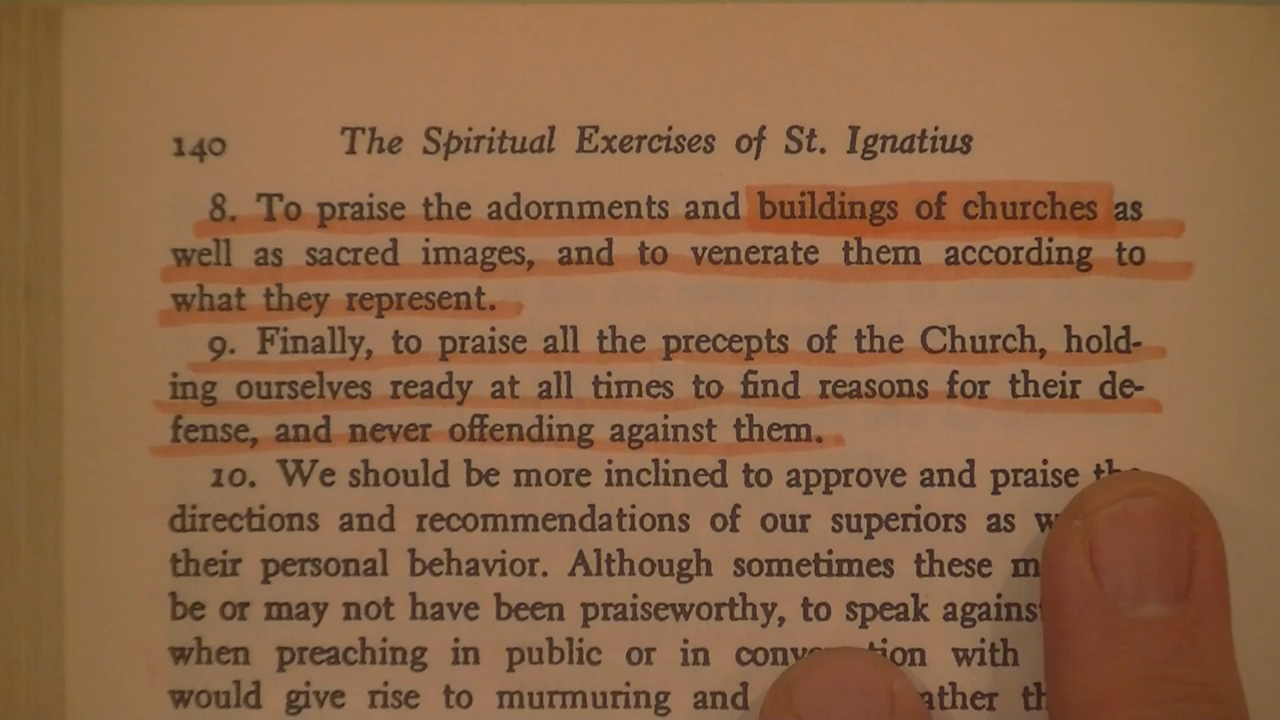 140 The Spiritual Exercises of St. Ignatius
8. To praise the adornments and buildings of churches as
well as sacred images, and to venerate them according to
what they represent.
9. Finally, to praise all the precepts of the Church, hold-
ing ourselves ready at all times to find reasons for their de-
fense, and never offending against them.
10. We should be more inclined to approve and praise the
directions and recommendations of our superiors as
their personal behavior. Although sometimes these
be or may not have been praiseworthy, to speak against
when preaching in public or in conversation with
would give rise to murmuring and